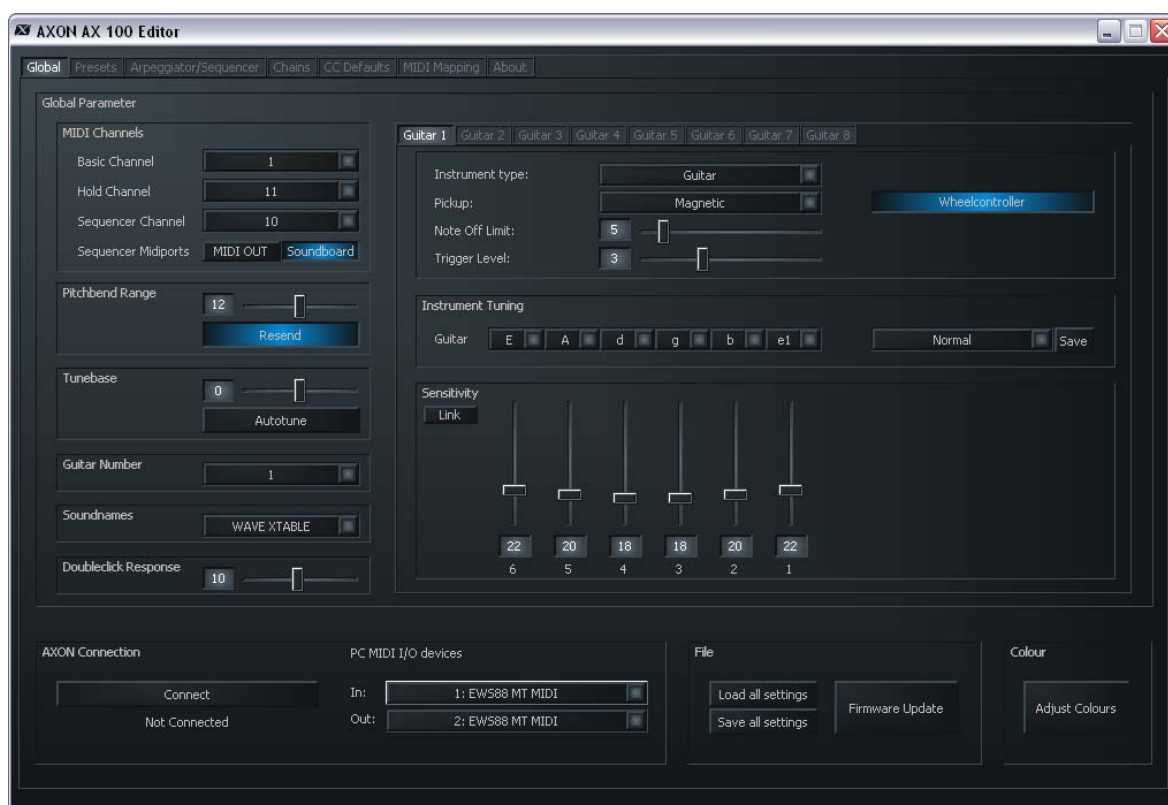 AXON AX 100 Editor
Global Presets Arpeggiator/Sequencer Chains CC Defaults MIDI Mapping About
Global Parameter
MIDI Channels
Basic Channel 1
Hold Channel 11
Sequencer Channel 10
Sequencer Midiports MIDI OUT Soundboard
Pitchbend Range
12
Resend
Tunebase
0
Autotune
Guitar Number
1
Soundnames
WAVE XTABLE
Doubleclick Response
10
Guitar 1 Guitar 2 Guitar 3 Guitar 4 Guitar 5 Guitar 6 Guitar 7 Guitar 8
Instrument type: Guitar
Pickup: Magnetic
Wheelcontroller
Note Off Limit: 5
Trigger Level: 3
Instrument Tuning
Guitar E A d g b e1 Normal Save
Sensitivity
Link
22 20 18 18 20 22
6 5 4 3 2 1
AXON Connection
Connect
Not Connected
PC MIDI I/O devices
In: 1: EWS88 MT MIDI
Out: 2: EWS88 MT MIDI
File
Load all settings
Save all settings
Firmware Update
Colour
Adjust Colours